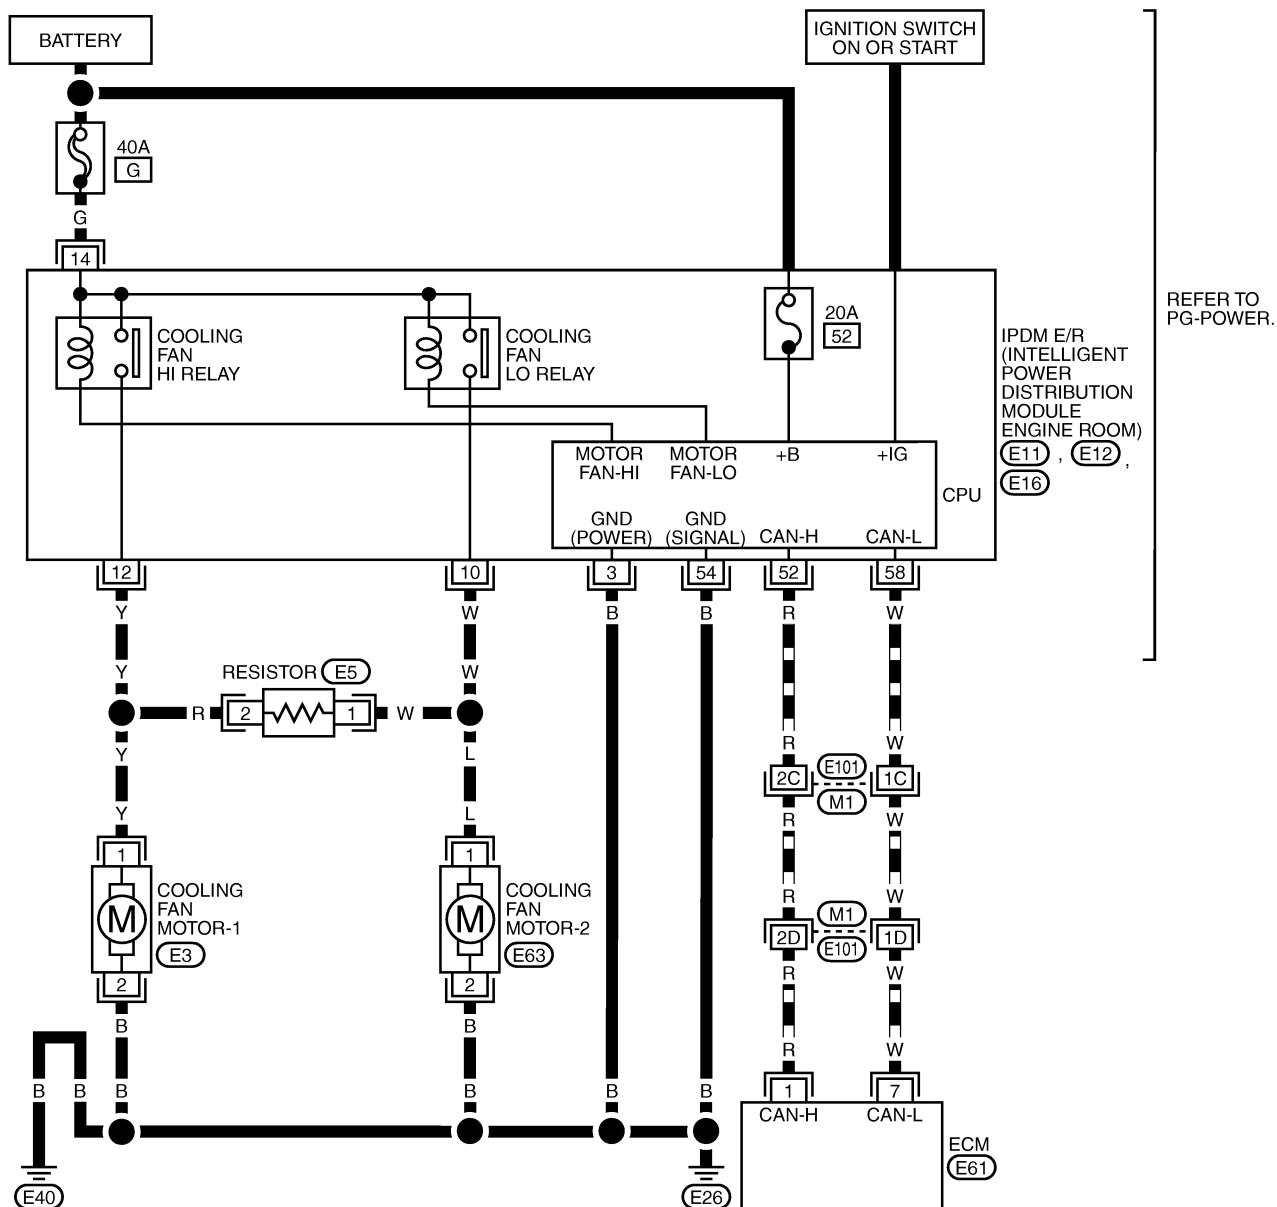 BATTERY
IGNITION SWITCH
ON OR START
40A
G
G
14
REFER TO
PG-POWER.
COOLING
FAN
HI RELAY
COOLING
FAN
LO RELAY
20A
52
IPDM E/R
(INTELLIGENT
POWER
DISTRIBUTION
MODULE
ENGINE ROOM)
E11 , E12 ,
E16
MOTOR
FAN-HI
MOTOR
FAN-LO
+B
+IG
CPU
GND
(POWER)
GND
(SIGNAL)
CAN-H
CAN-L
12
10
3
54
52
58
Y
W
B
B
R
W
Y
RESISTOR E5
W
R
2
1
W
Y
L
R
W
2C
E101
M1
1C
Y
L
R
W
1
1
COOLING
FAN
MOTOR-1
E3
M
COOLING
FAN
MOTOR-2
E63
M
R
W
2D
M1
E101
1D
2
2
R
W
B
B
R
W
B
B
B
B
B
B
1
7
CAN-H
CAN-L
ECM
E61
E40
E26